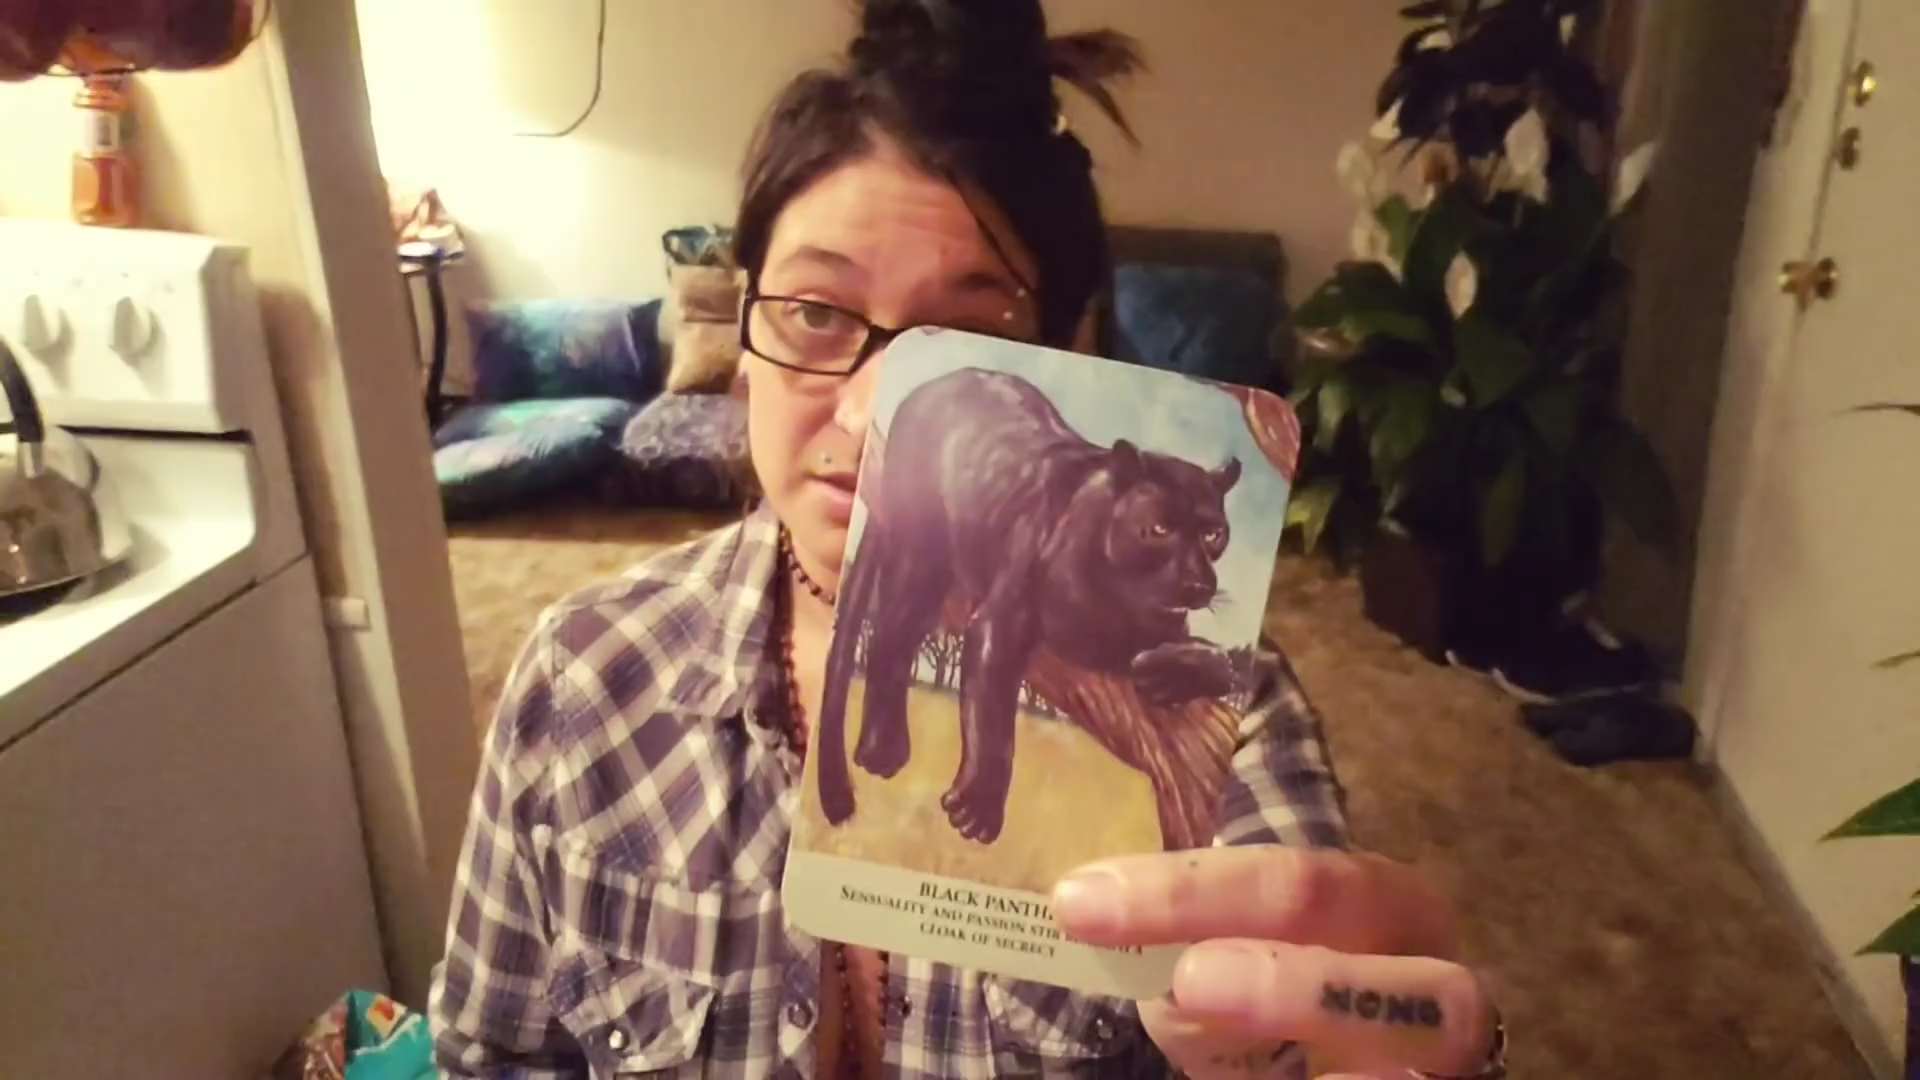 BLACK PANTH
SENSUALITY AND PASSION STIR
CLOAK OF SECRECY